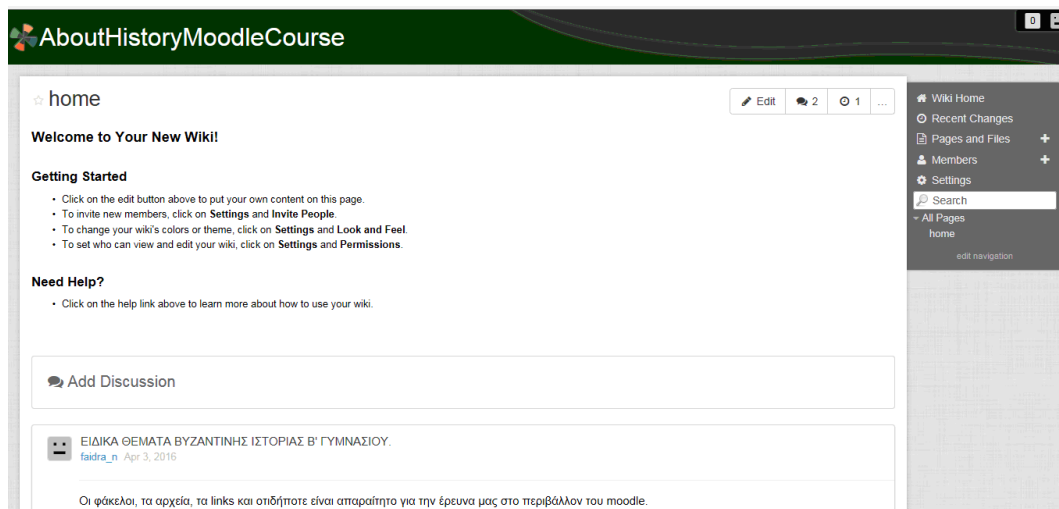 AboutHistoryMoodleCourse
0
home
Edit 2 1 ...
Welcome to Your New Wiki!
Getting Started
• Click on the edit button above to put your own content on this page.
• To invite new members, click on Settings and Invite People.
• To change your wiki's colors or theme, click on Settings and Look and Feel.
• To set who can view and edit your wiki, click on Settings and Permissions.
Need Help?
• Click on the help link above to learn more about how to use your wiki.
Add Discussion
ΕΙΔΙΚΑ ΘΕΜΑΤΑ ΒΥΖΑΝΤΙΝΗΣ ΙΣΤΟΡΙΑΣ Β' ΓΥΜΝΑΣΙΟΥ.
faidra_n Apr 3, 2016
Οι φάκελοι, τα αρχεία, τα links και οτιδήποτε είναι απαραίτητο για την έρευνα μας στο περιβάλλον του moodle.
Wiki Home
Recent Changes
Pages and Files +
Members +
Settings
Search
All Pages
home
edit navigation